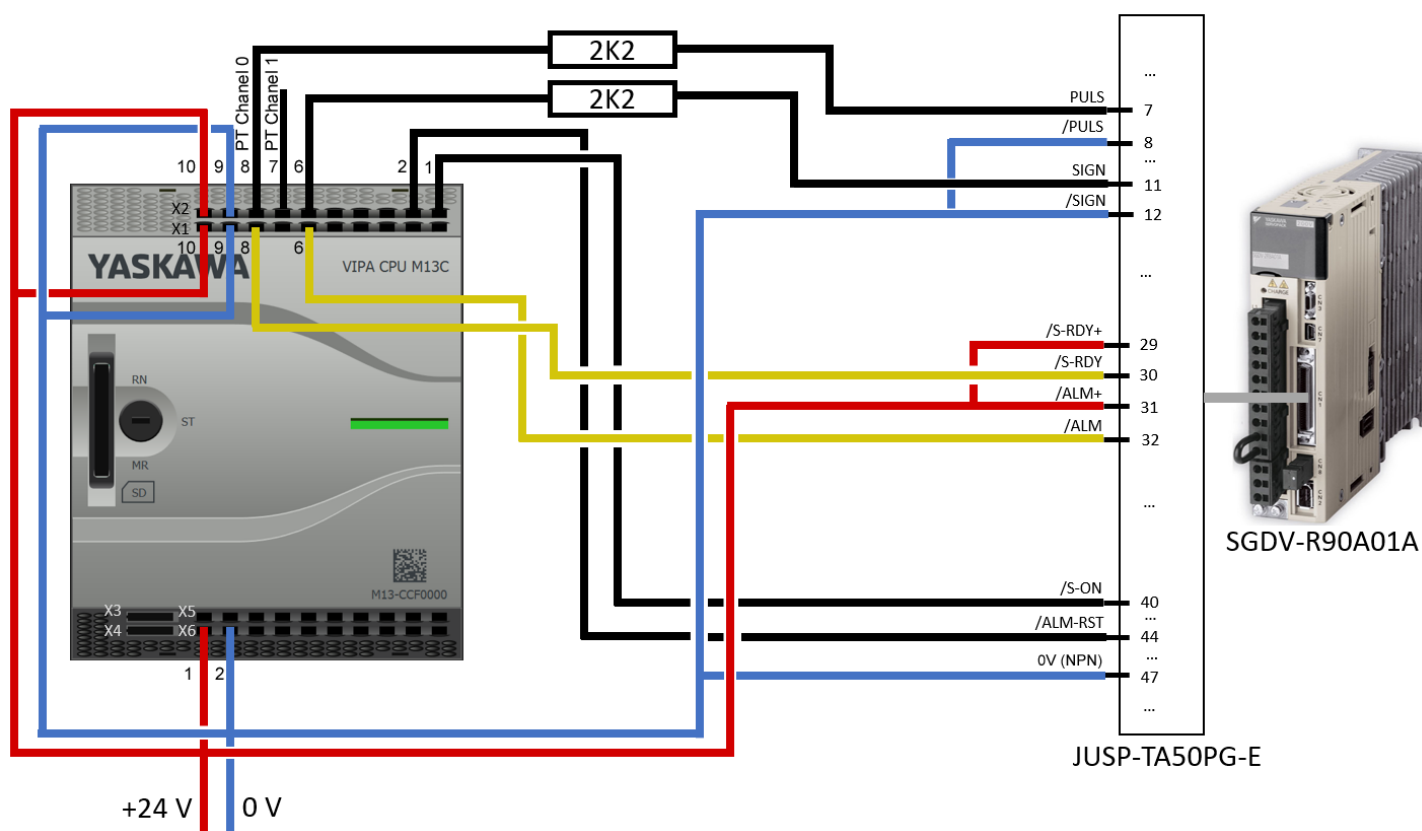 2K2
2K2
PT Chanel 0
PT Chanel 1
10
9
8
7
6
2
1
X2
X1
10
9
8
6
YASKAWA
VIPA CPU M13C
RN
ST
MR
SD
M13-CCF0000
X3
X5
X4
X6
1
2
+24 V
0 V
...
PULS
7
/PULS
8
...
SIGN
11
/SIGN
12
...
/S-RDY+
29
/S-RDY
30
/ALM+
31
/ALM
32
...
/S-ON
40
...
/ALM-RST
44
...
0V (NPN)
47
...
JUSP-TA50PG-E
CHARGE
SGDV-R90A01A